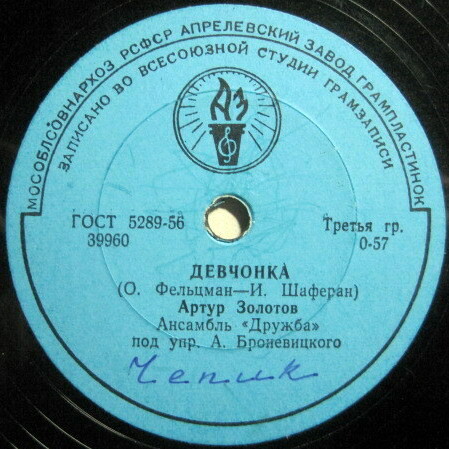 МОСОБЛСОВНАРХОЗ РСФСР АПРЕЛЕВСКИЙ ЗАВОД ГРАМПЛАСТИНОК
ЗАПИСАНО ВО ВСЕСОЮЗНОЙ СТУДИИ ГРАМЗАПИСИ
АЗ
ГОСТ 5289-56
39960
Третья гр.
0-57
ДЕВЧОНКА
(О. Фельцман—И. Шаферан)
Артур Золотов
Ансамбль «Дружба»
под упр. А. Броневицкого
Чепик